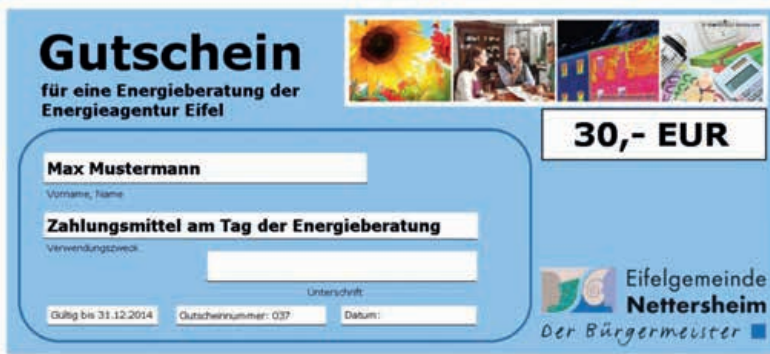 Gutschein
für eine Energieberatung der
Energieagentur Eifel
30,- EUR
Max Mustermann
Vorname, Name
Zahlungsmittel am Tag der Energieberatung
Verwendungszweck
Unterschrift
Gültig bis 31.12.2014
Gutscheinnummer: 037
Datum:
Eifelgemeinde
Nettersheim
Der Bürgermeister